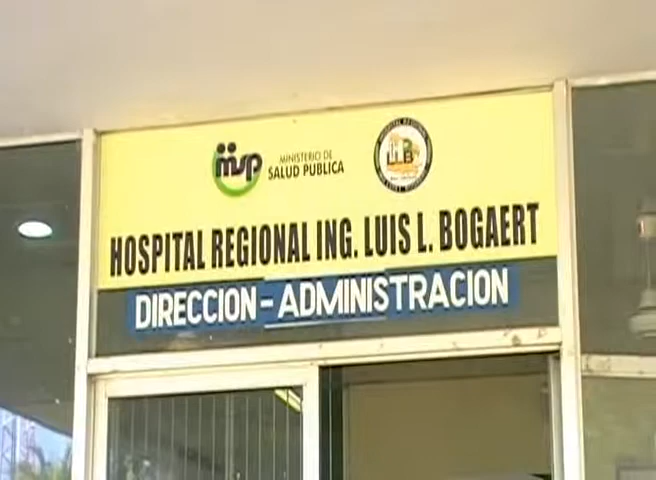 msp
MINISTERIO DE
SALUD PUBLICA
HOSPITAL REGIONAL ING. LUIS L. BOGAERT
DIRECCION - ADMINISTRACION